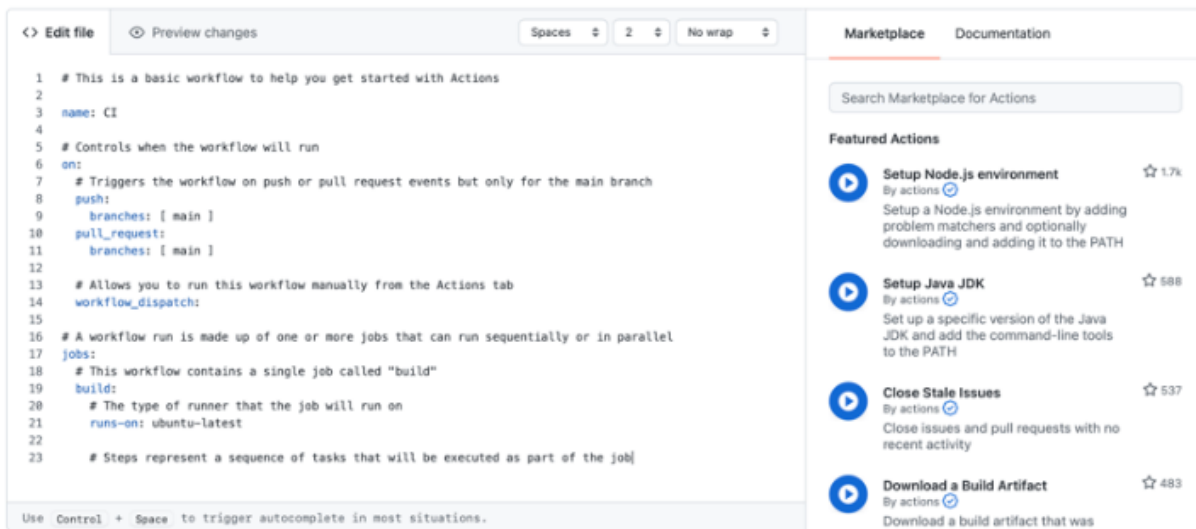 <> Edit file
Preview changes
Spaces
2
No wrap
1 # This is a basic workflow to help you get started with Actions
2
3 name: CI
4
5 # Controls when the workflow will run
6 on:
7 # Triggers the workflow on push or pull request events but only for the main branch
8 push:
9 branches: [ main ]
10 pull_request:
11 branches: [ main ]
12
13 # Allows you to run this workflow manually from the Actions tab
14 workflow_dispatch:
15
16 # A workflow run is made up of one or more jobs that can run sequentially or in parallel
17 jobs:
18 # This workflow contains a single job called "build"
19 build:
20 # The type of runner that the job will run on
21 runs-on: ubuntu-latest
22
23 # Steps represent a sequence of tasks that will be executed as part of the job
Use Control + Space to trigger autocomplete in most situations.
Marketplace Documentation
Search Marketplace for Actions
Featured Actions
Setup Node.js environment 1.7k
By actions
Setup a Node.js environment by adding
problem matchers and optionally
downloading and adding it to the PATH
Setup Java JDK 588
By actions
Set up a specific version of the Java
JDK and add the command-line tools
to the PATH
Close Stale Issues 537
By actions
Close issues and pull requests with no
recent activity
Download a Build Artifact 483
By actions
Download a build artifact that was